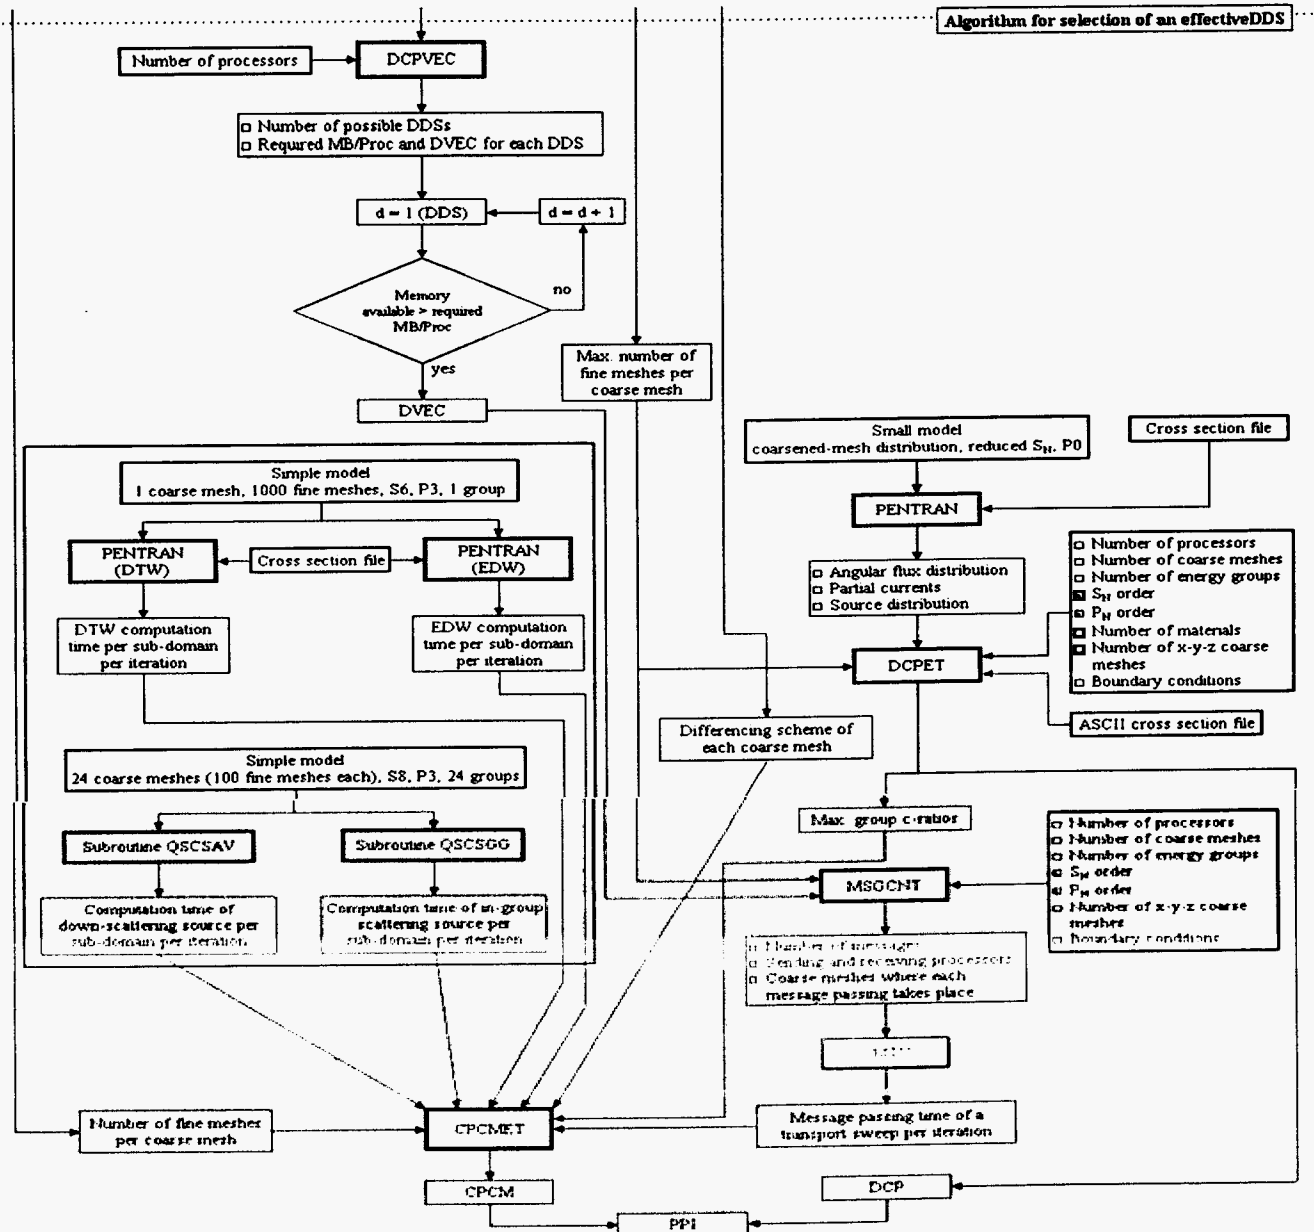 Algorithm for selection of an effectiveDDS
Number of processors
DCPVEC
Number of possible DDSs
Required MB/Proc and DVEC for each DDS
d = 1 (DDS)
d = d + 1
Memory
available > required
MB/Proc
no
yes
DVEC
Max. number of
fine meshes per
coarse mesh
Small model
coarsened-mesh distribution, reduced SN, P0
Cross section file
PENTRAN
Angular flux distribution
Partial currents
Source distribution
Number of processors
Number of coarse meshes
Number of energy groups
SN order
PN order
Number of materials
Number of x-y-z coarse
meshes
Boundary conditions
DCPET
ASCII cross section file
Simple model
1 coarse mesh, 1000 fine meshes, S6, P3, 1 group
PENTRAN
(DTW)
Cross section file
PENTRAN
(EDW)
DTW computation
time per sub-domain
per iteration
EDW computation
time per sub-domain
per iteration
Differencing scheme of
each coarse mesh
Simple model
24 coarse meshes (100 fine meshes each), S8, P3, 24 groups
Subroutine QSCSAV
Subroutine QSCSGG
Computation time of
down-scattering source per
sub-domain per iteration
Computation time of in-group
scattering source per
sub-domain per iteration
Max. group c-ratios
MSGCNT
Number of processors
Number of coarse meshes
Number of energy groups
SN order
PN order
Number of x-y-z coarse
meshes
Boundary conditions
Number of messages
Sending and receiving processors
Coarse meshes where each
message passing takes place
Message passing time of a
transport sweep per iteration
Number of fine meshes
per coarse mesh
CPCMET
CPCM
DCP
PPI